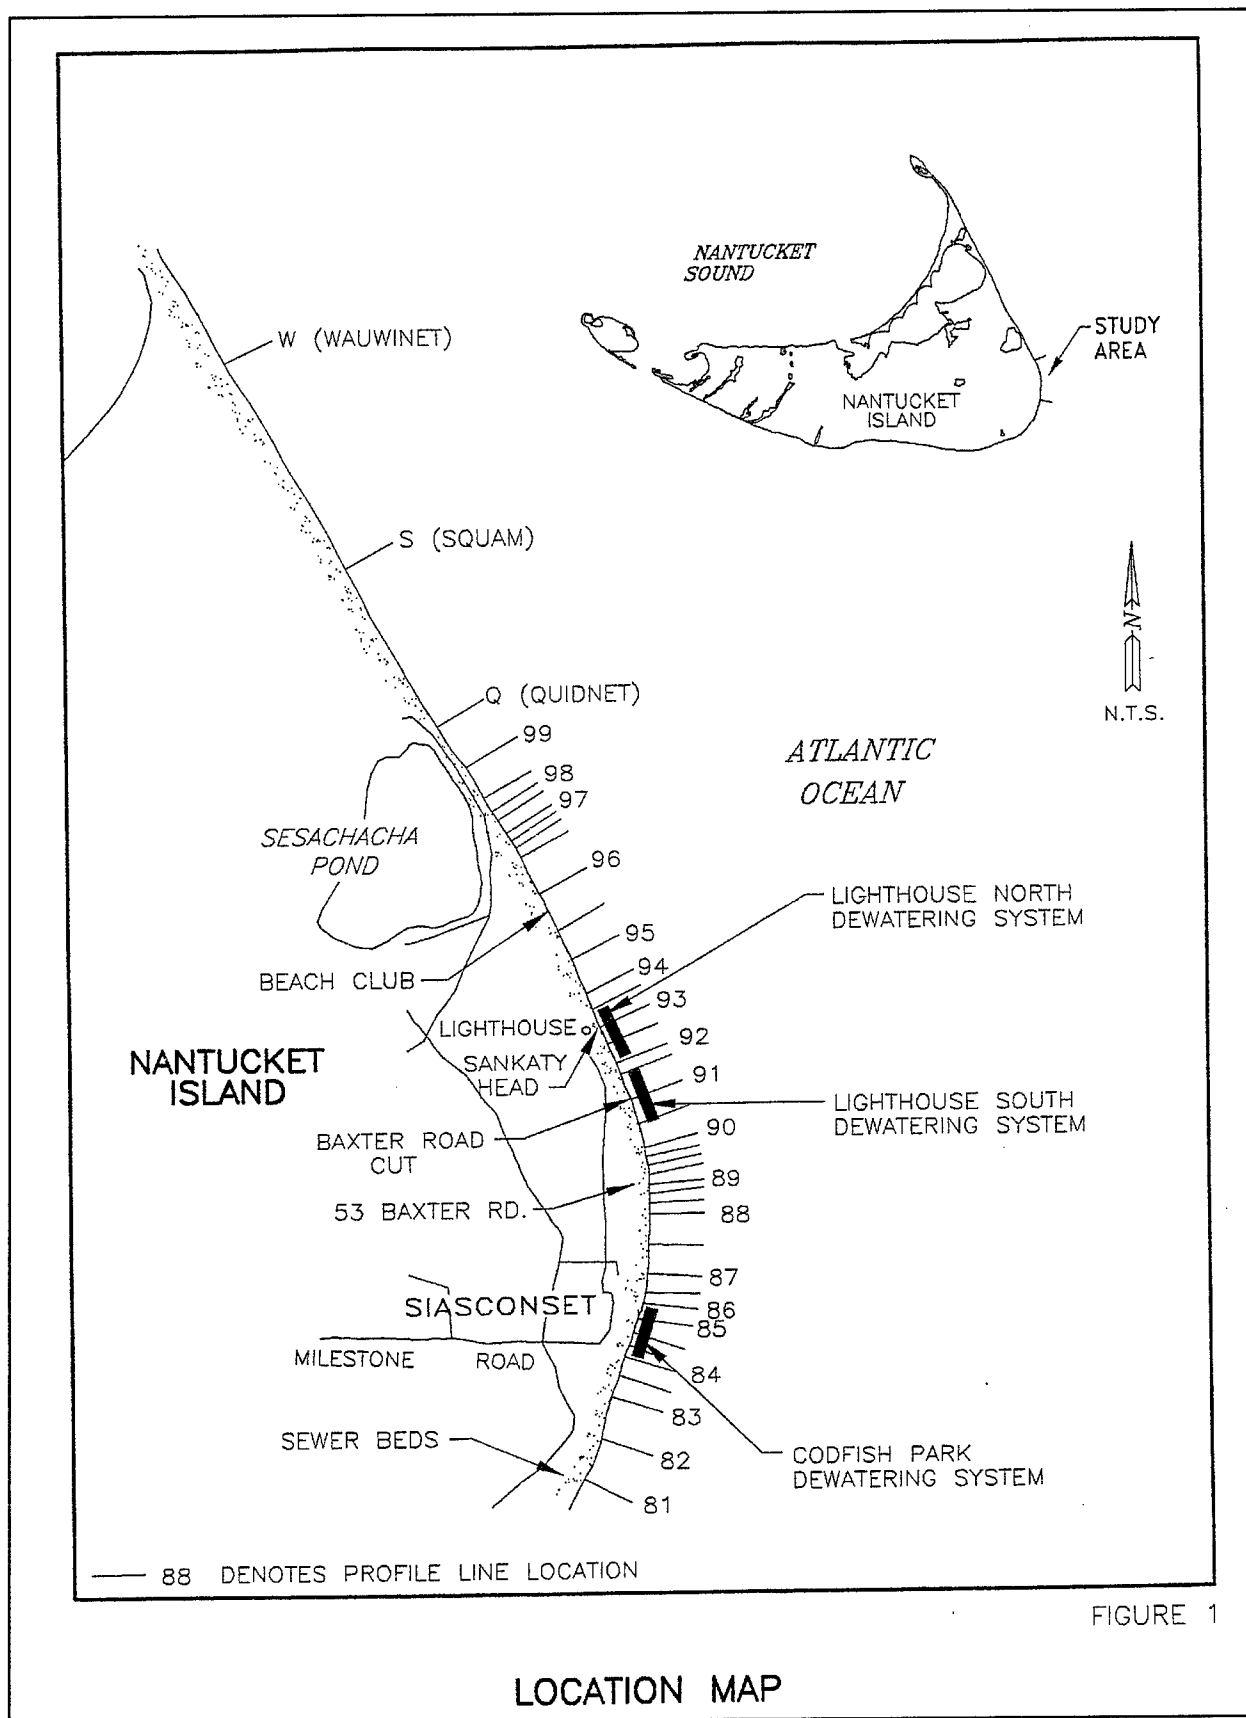 NANTUCKET
SOUND
STUDY
AREA
NANTUCKET
ISLAND
W (WAUWINET)
S (SQUAM)
N
N.T.S.
Q (QUIDNET)
99
98
97
ATLANTIC
OCEAN
SESACHACHA
POND
96
LIGHTHOUSE NORTH
DEWATERING SYSTEM
95
94
BEACH CLUB
93
LIGHTHOUSE
92
SANKATY
HEAD
NANTUCKET
ISLAND
91
LIGHTHOUSE SOUTH
DEWATERING SYSTEM
90
BAXTER ROAD
CUT
89
53 BAXTER RD.
88
87
86
85
SIASCONSET
MILESTONE ROAD
84
83
SEWER BEDS
82
CODFISH PARK
DEWATERING SYSTEM
81
88 DENOTES PROFILE LINE LOCATION
FIGURE 1
LOCATION MAP